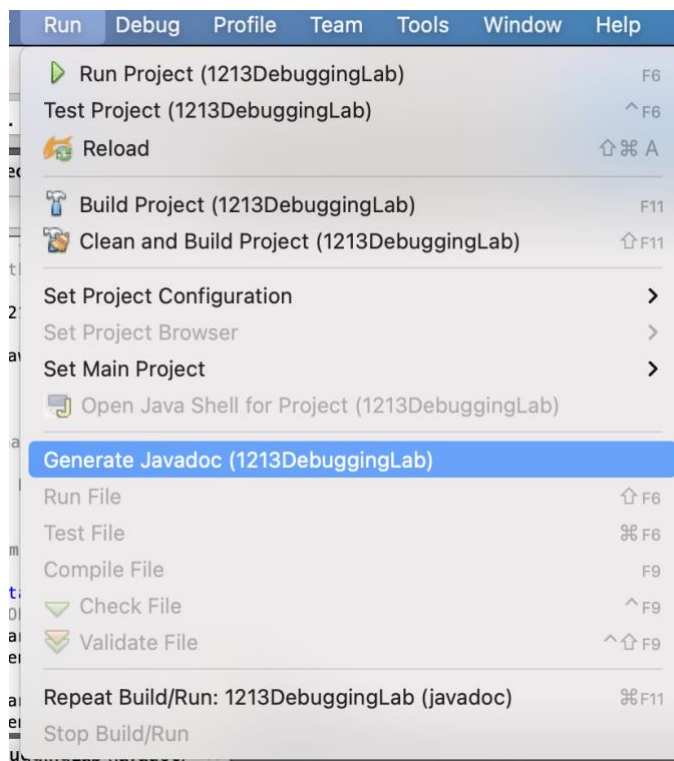 Run Debug Profile Team Tools Window Help
Run Project (1213DebuggingLab) F6
Test Project (1213DebuggingLab) ^F6
Reload ⇧⌘ A
Build Project (1213DebuggingLab) F11
Clean and Build Project (1213DebuggingLab) ⇧F11
Set Project Configuration >
Set Project Browser >
Set Main Project >
Open Java Shell for Project (1213DebuggingLab)
Generate Javadoc (1213DebuggingLab)
Run File ⇧F6
Test File ⌘F6
Compile File F9
Check File ^F9
Validate File ^⇧F9
Repeat Build/Run: 1213DebuggingLab (javadoc) ⌘F11
Stop Build/Run